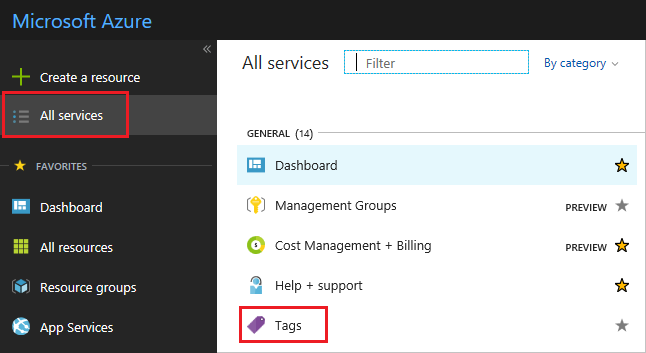 Microsoft Azure
«
Create a resource
All services
FAVORITES
Dashboard
All resources
Resource groups
App Services
All services
Filter
By category
GENERAL (14)
Dashboard
Management Groups PREVIEW
Cost Management + Billing PREVIEW
Help + support
Tags